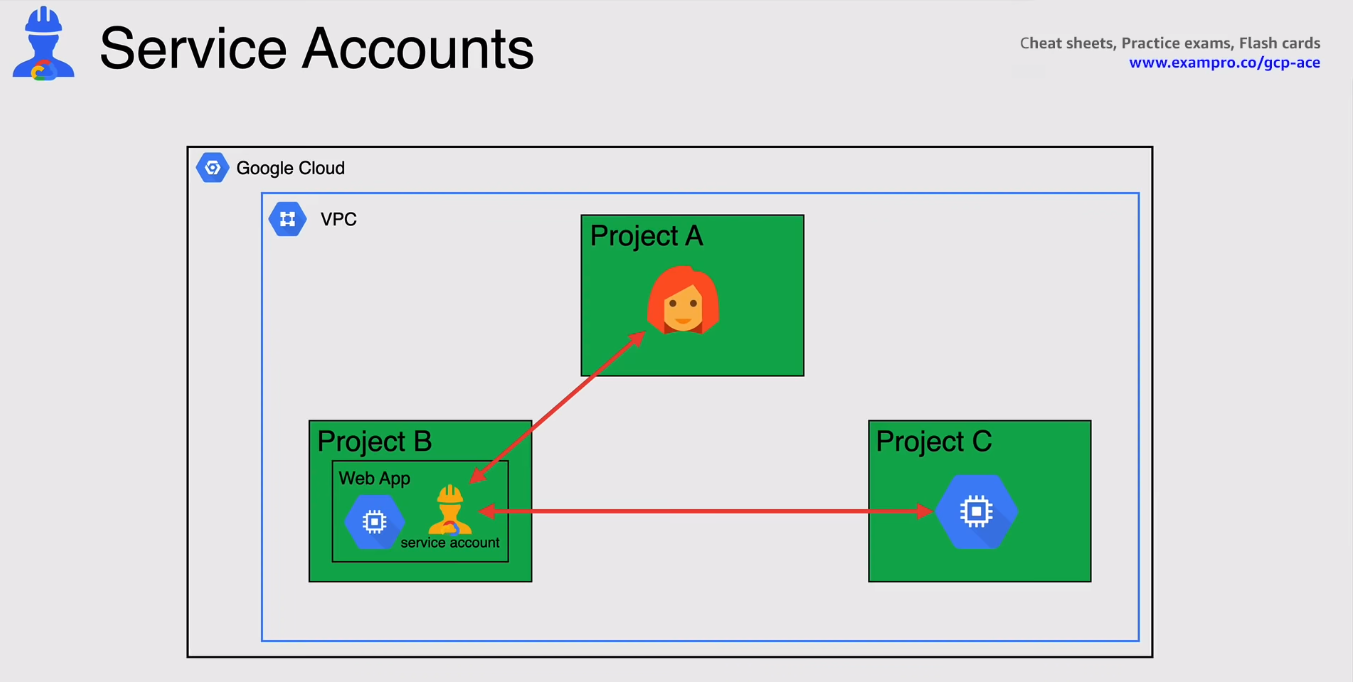 Service Accounts
Cheat sheets, Practice exams, Flash cards
www.exampro.co/gcp-ace
Google Cloud
VPC
Project A
Project B
Web App
service account
Project C